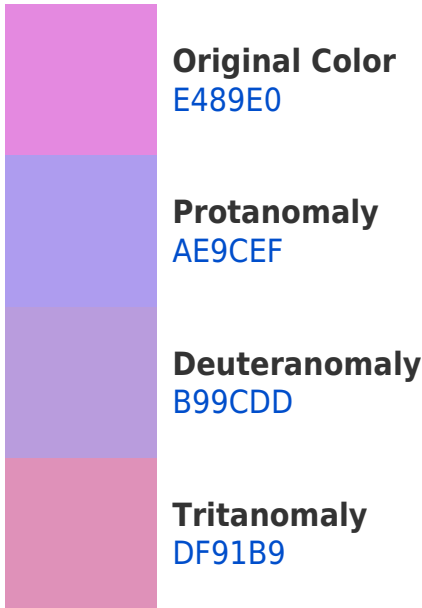 Original Color
E489E0
Protanomaly
AE9CEF
Deuteranomaly
B99CDD
Tritanomaly
DF91B9